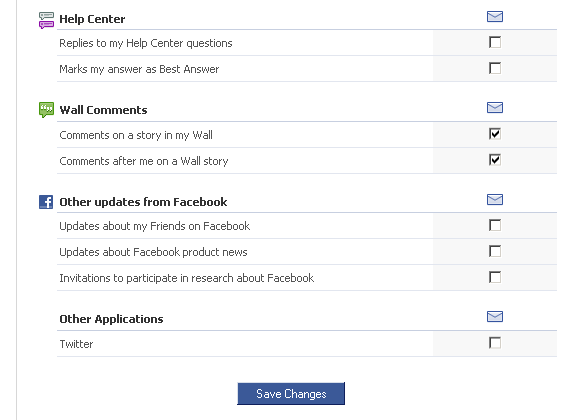 Help Center
Replies to my Help Center questions
Marks my answer as Best Answer
Wall Comments
Comments on a story in my Wall
Comments after me on a Wall story
Other updates from Facebook
Updates about my Friends on Facebook
Updates about Facebook product news
Invitations to participate in research about Facebook
Other Applications
Twitter
Save Changes